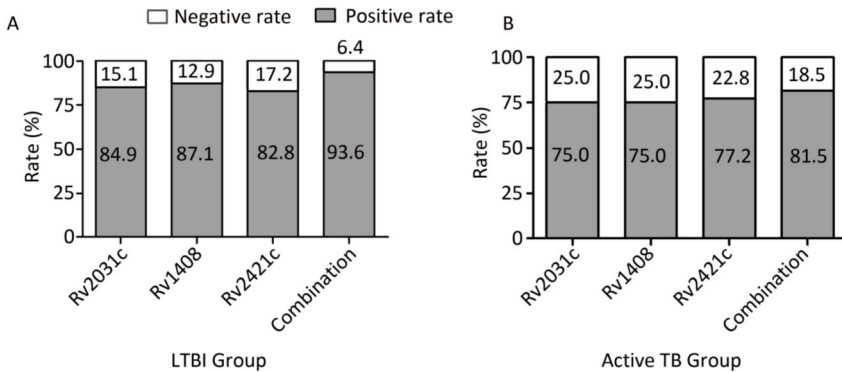 A
Negative rate
Positive rate
B
Rate (%)
100
75
50
25
0
15.1
12.9
17.2
6.4
84.9
87.1
82.8
93.6
Rv2031c
Rv1408
Rv2421c
Combination
LTBI Group
Rate (%)
100
75
50
25
0
25.0
25.0
22.8
18.5
75.0
75.0
77.2
81.5
Rv2031c
Rv1408
Rv2421c
Combination
Active TB Group